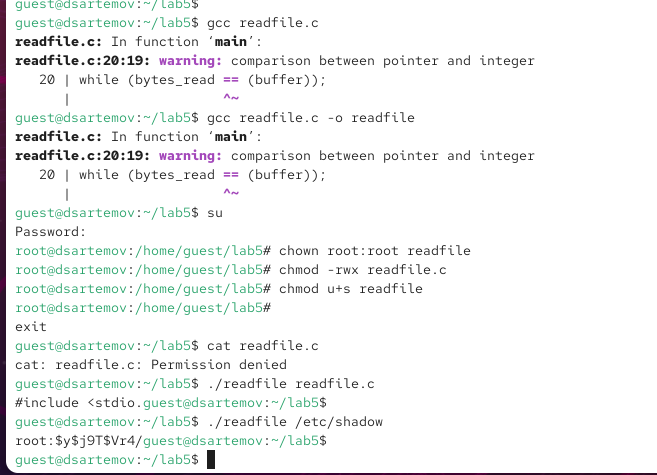 guest@dsartemov:~/lab5$
guest@dsartemov:~/lab5$ gcc readfile.c
readfile.c: In function ‘main’:
readfile.c:20:19: warning: comparison between pointer and integer
   20 | while (bytes_read == (buffer));
      |                   ^~
guest@dsartemov:~/lab5$ gcc readfile.c -o readfile
readfile.c: In function ‘main’:
readfile.c:20:19: warning: comparison between pointer and integer
   20 | while (bytes_read == (buffer));
      |                   ^~
guest@dsartemov:~/lab5$ su
Password:
root@dsartemov:/home/guest/lab5# chown root:root readfile
root@dsartemov:/home/guest/lab5# chmod -rwx readfile.c
root@dsartemov:/home/guest/lab5# chmod u+s readfile
root@dsartemov:/home/guest/lab5#
exit
guest@dsartemov:~/lab5$ cat readfile.c
cat: readfile.c: Permission denied
guest@dsartemov:~/lab5$ ./readfile readfile.c
#include <stdio.guest@dsartemov:~/lab5$
guest@dsartemov:~/lab5$ ./readfile /etc/shadow
root:$y$j9T$Vr4/guest@dsartemov:~/lab5$
guest@dsartemov:~/lab5$